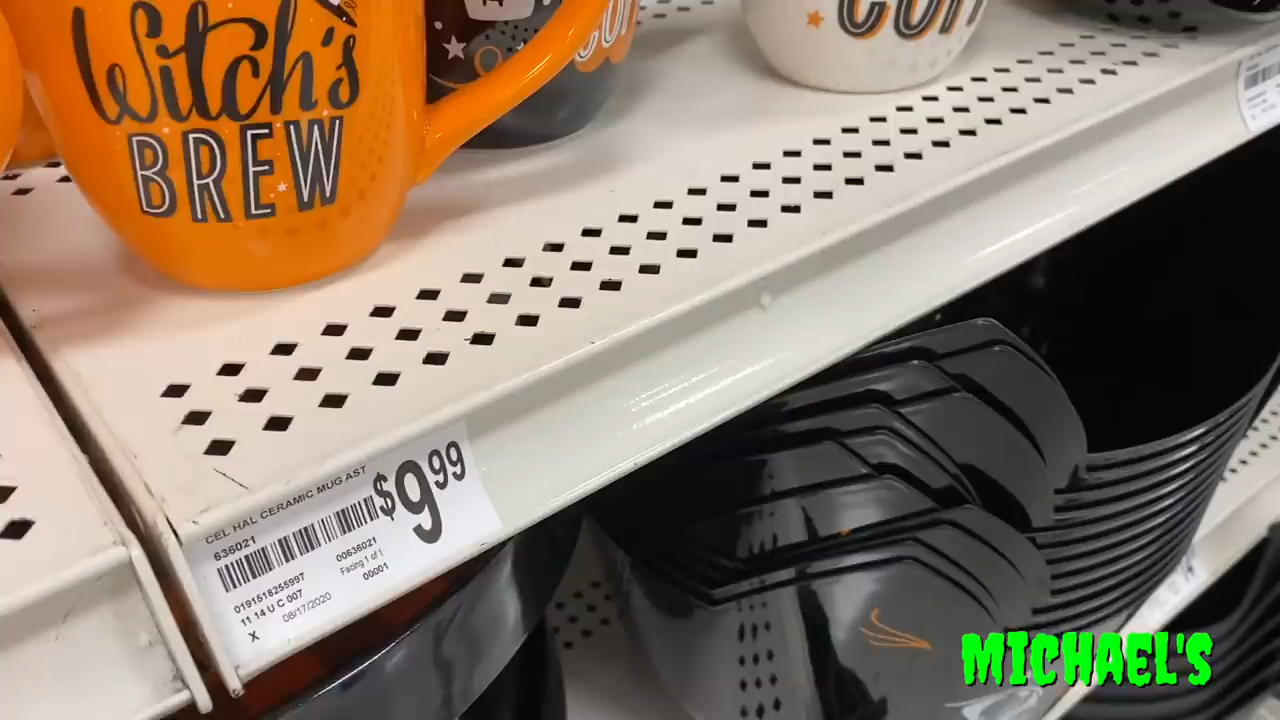 Witch's
BREW
CEL HAL CERAMIC MUG AST
636021
$9.99
0191518255997
00636021
11 14 U C 007
Facing 1 of 1
X 08/17/2020
00001
MICHAEL'S